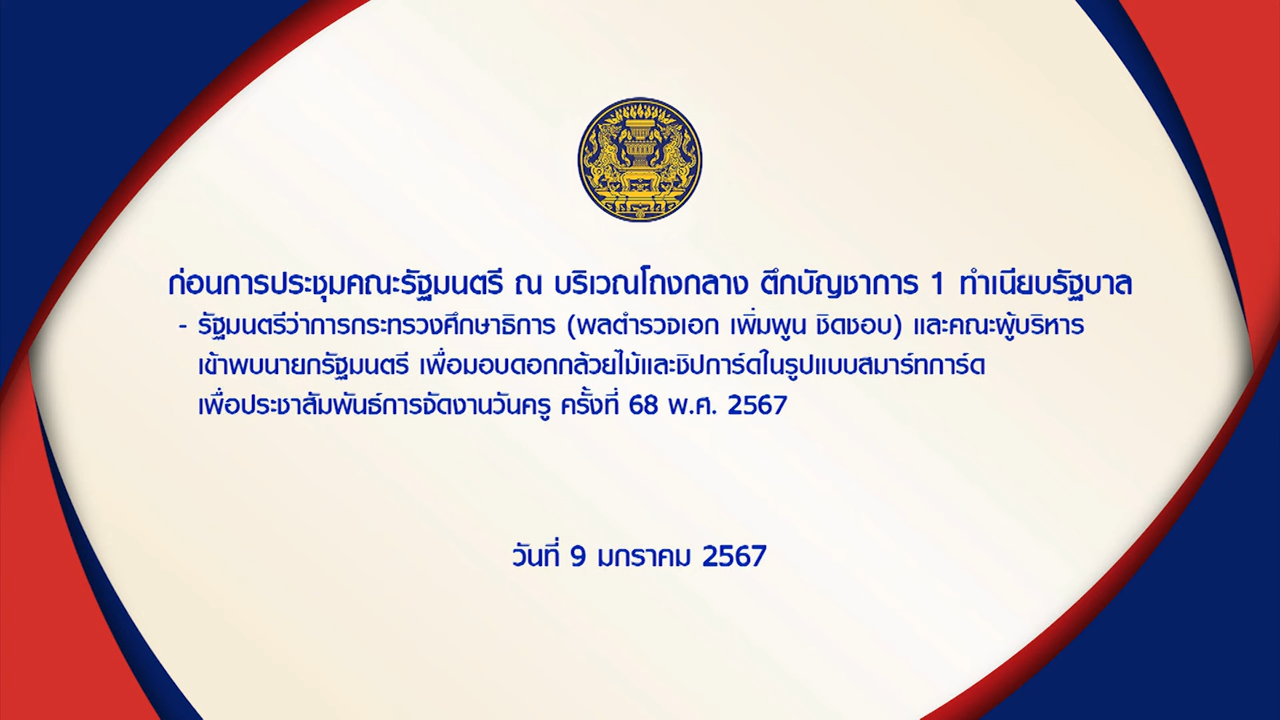 ก่อนการประชุมคณะรัฐมนตรี ณ บริเวณโถงกลาง ตึกบัญชาการ 1 ทำเนียบรัฐบาล
- รัฐมนตรีว่าการกระทรวงศึกษาธิการ (พลตำรวจเอก เพิ่มพูน ชิดชอบ) และคณะผู้บริหาร
เข้าพบนายกรัฐมนตรี เพื่อมอบดอกกล้วยไม้และชิปการ์ดในรูปแบบสมาร์ทการ์ด
เพื่อประชาสัมพันธ์การจัดงานวันครู ครั้งที่ 68 พ.ศ. 2567
วันที่ 9 มกราคม 2567